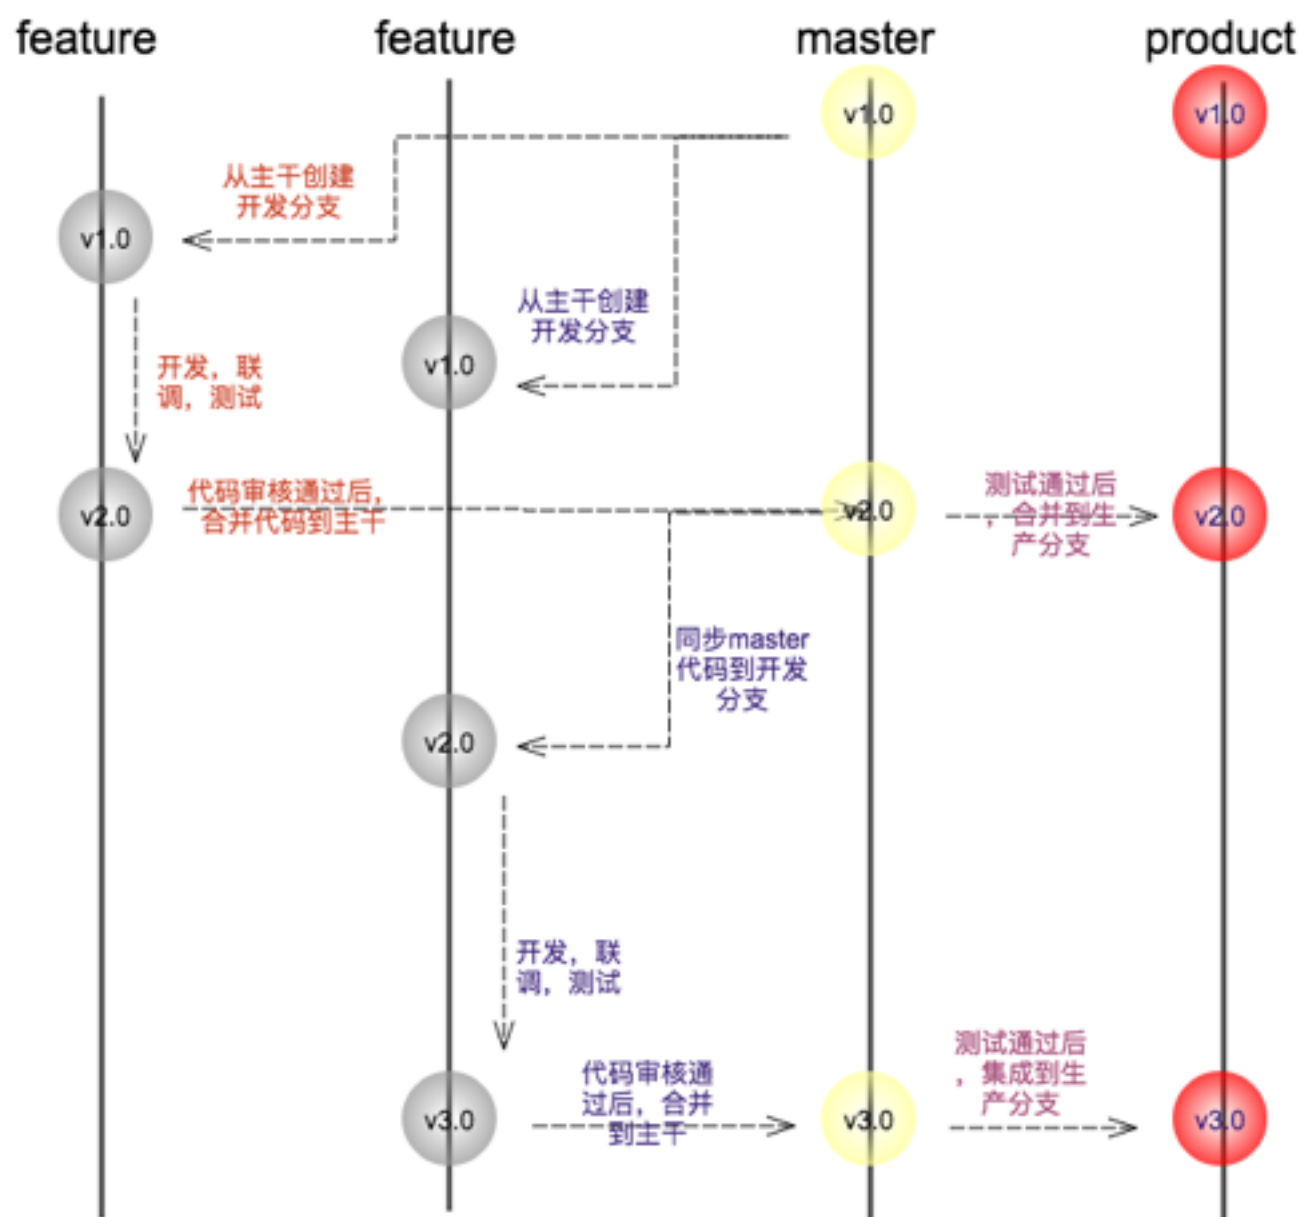 feature
feature
master
product
v1.0
v1.0
从主干创建
开发分支
v1.0
从主干创建
开发分支
v1.0
开发，联
调，测试
代码审核通过后，
合并代码到主干
v2.0
v2.0
测试通过后
，合并到生
产分支
v2.0
同步master
代码到开发
分支
v2.0
开发，联
调，测试
代码审核通
过后，合并
到主干
v3.0
v3.0
测试通过后
，集成到生
产分支
v3.0